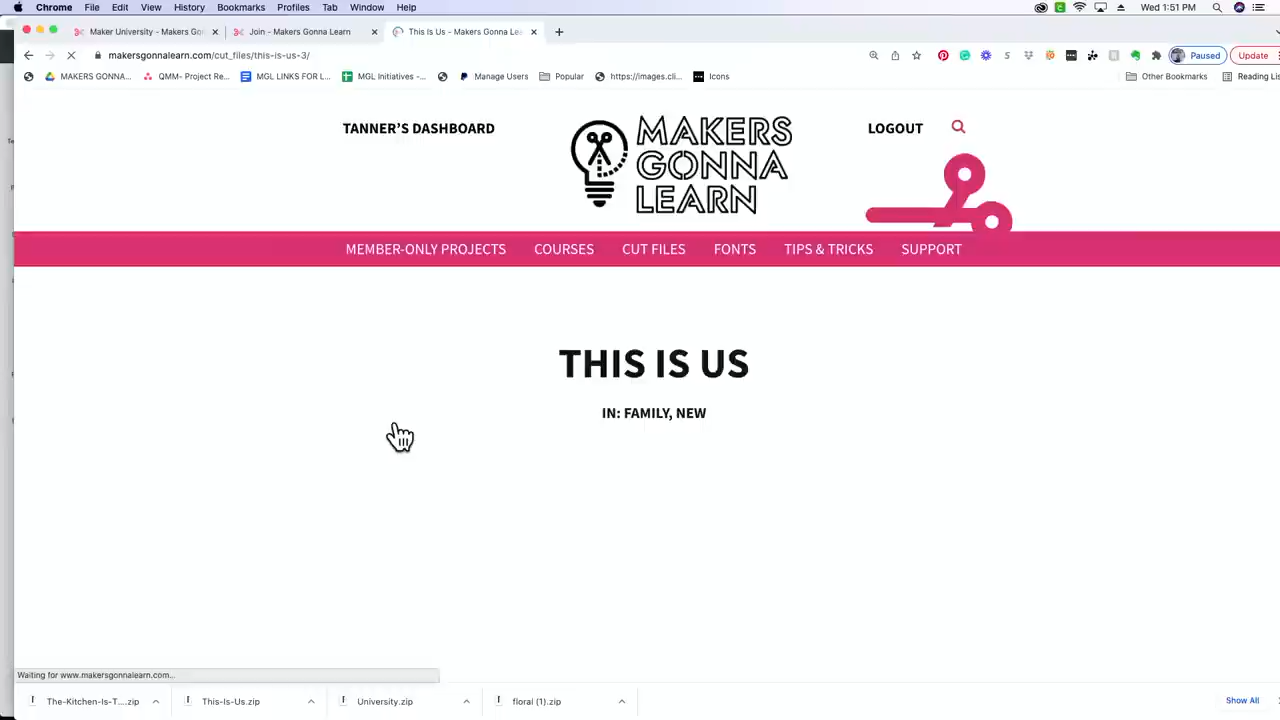 Chrome File Edit View History Bookmarks Profiles Tab Window Help Wed 1:51 PM
Maker University - Makers Go Join - Makers Gonna Learn This Is Us - Makers Gonna Lea
makersgonnalearn.com/cut_files/this-is-us-3/ Paused Update
MAKERS GONNA... QMM- Project Re... MGL LINKS FOR L... MGL Initiatives -... Manage Users Popular https://images.cli... Icons Other Bookmarks Reading Lis
TANNER'S DASHBOARD
MAKERS
GONNA
LEARN
LOGOUT
MEMBER-ONLY PROJECTS COURSES CUT FILES FONTS TIPS & TRICKS SUPPORT
THIS IS US
IN: FAMILY, NEW
Waiting for www.makersgonnalearn.com...
The-Kitchen-Is-T....zip This-Is-Us.zip University.zip floral (1).zip Show All